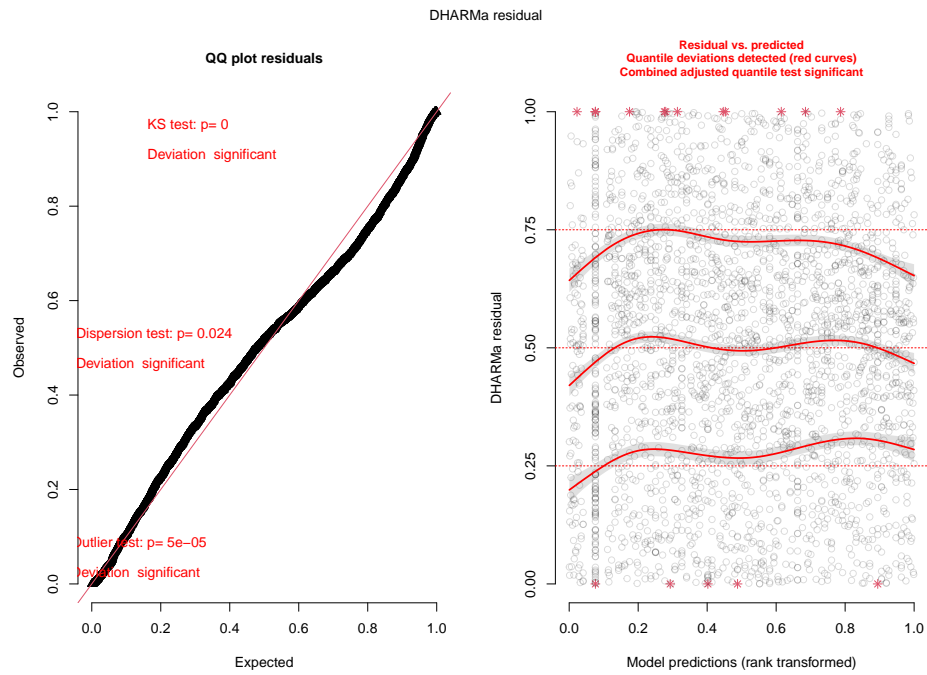 DHARMa residual
QQ plot residuals
KS test: p= 0
Deviation  significant
Dispersion test: p= 0.024
Deviation  significant
Outlier test: p= 5e−05
Deviation  significant
Observed
0.0
0.2
0.4
0.6
0.8
1.0
0.0 0.2 0.4 0.6 0.8 1.0
Expected
Residual vs. predicted
Quantile deviations detected (red curves)
Combined adjusted quantile test significant
DHARMa residual
0.00
0.25
0.50
0.75
1.00
0.0 0.2 0.4 0.6 0.8 1.0
Model predictions (rank transformed)